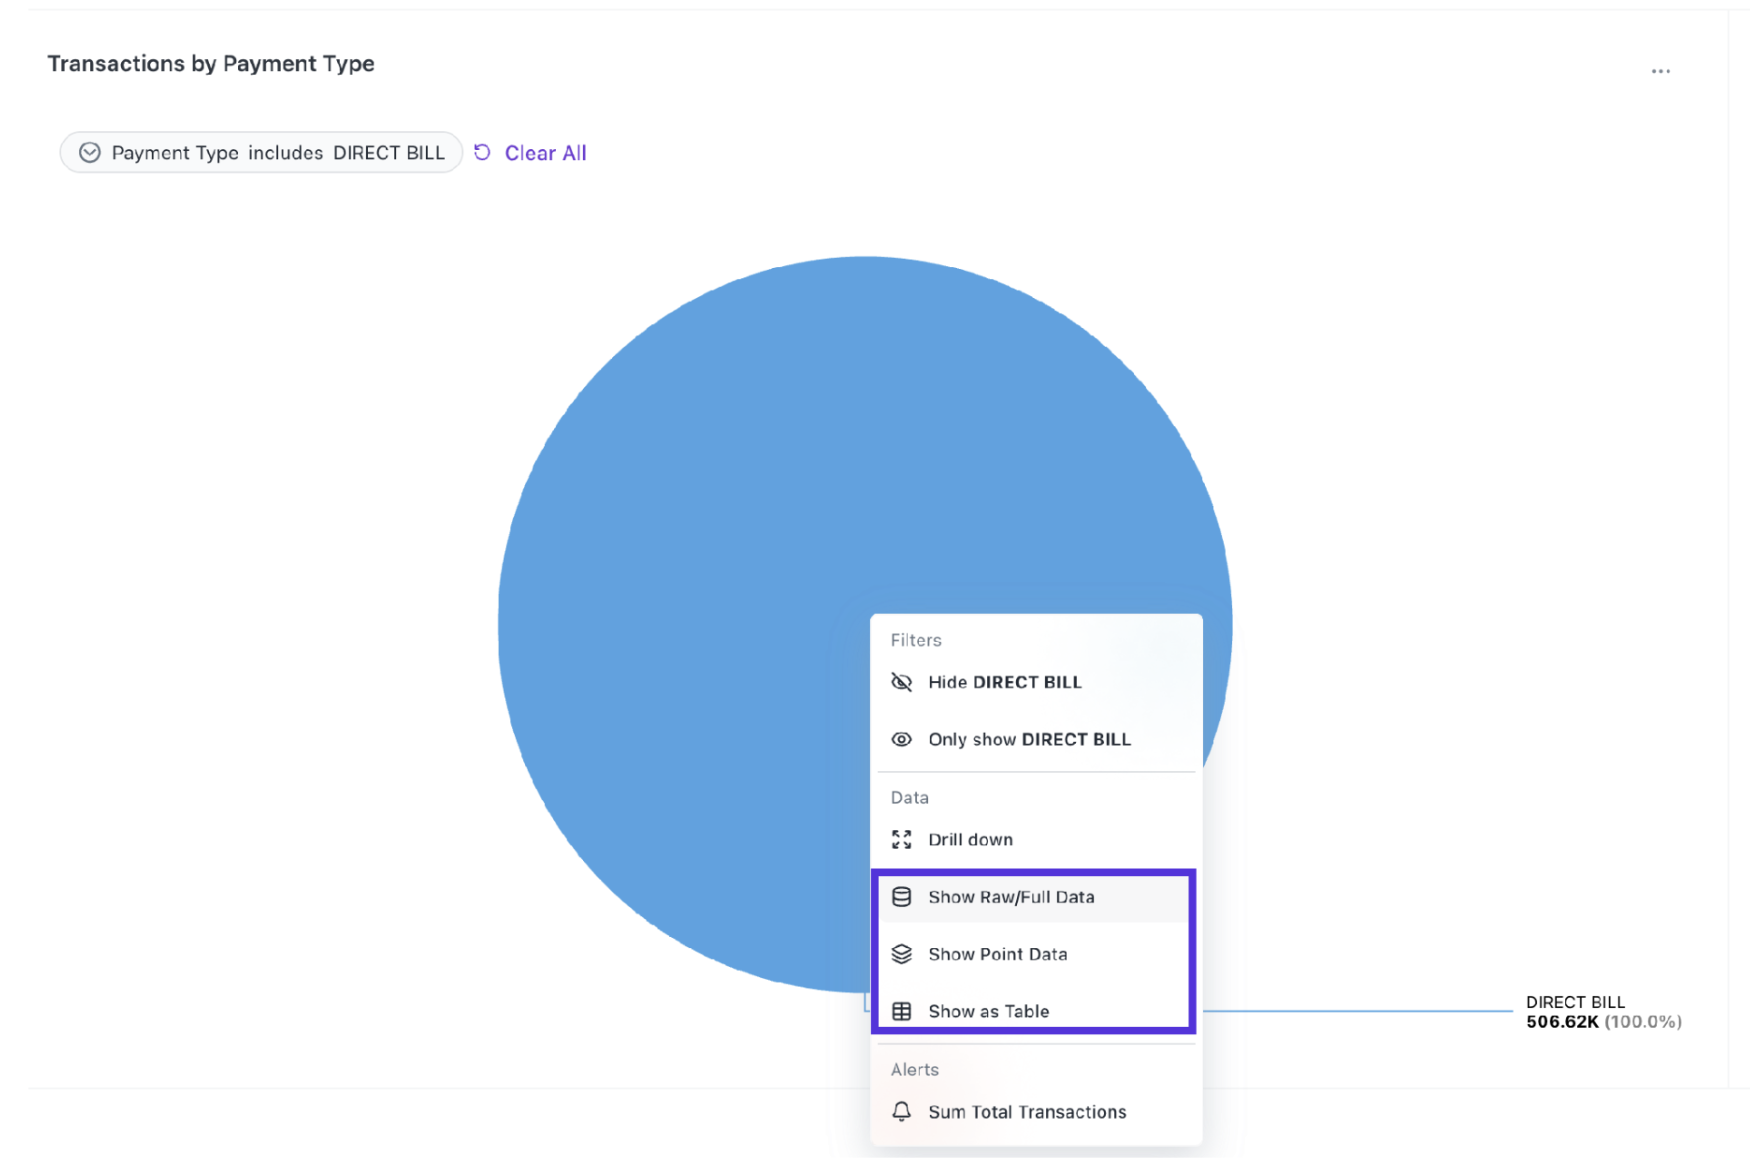 Transactions by Payment Type
Payment Type includes DIRECT BILL
Clear All
Filters
Hide DIRECT BILL
Only show DIRECT BILL
Data
Drill down
Show Raw/Full Data
Show Point Data
Show as Table
DIRECT BILL
506.62K (100.0%)
Alerts
Sum Total Transactions